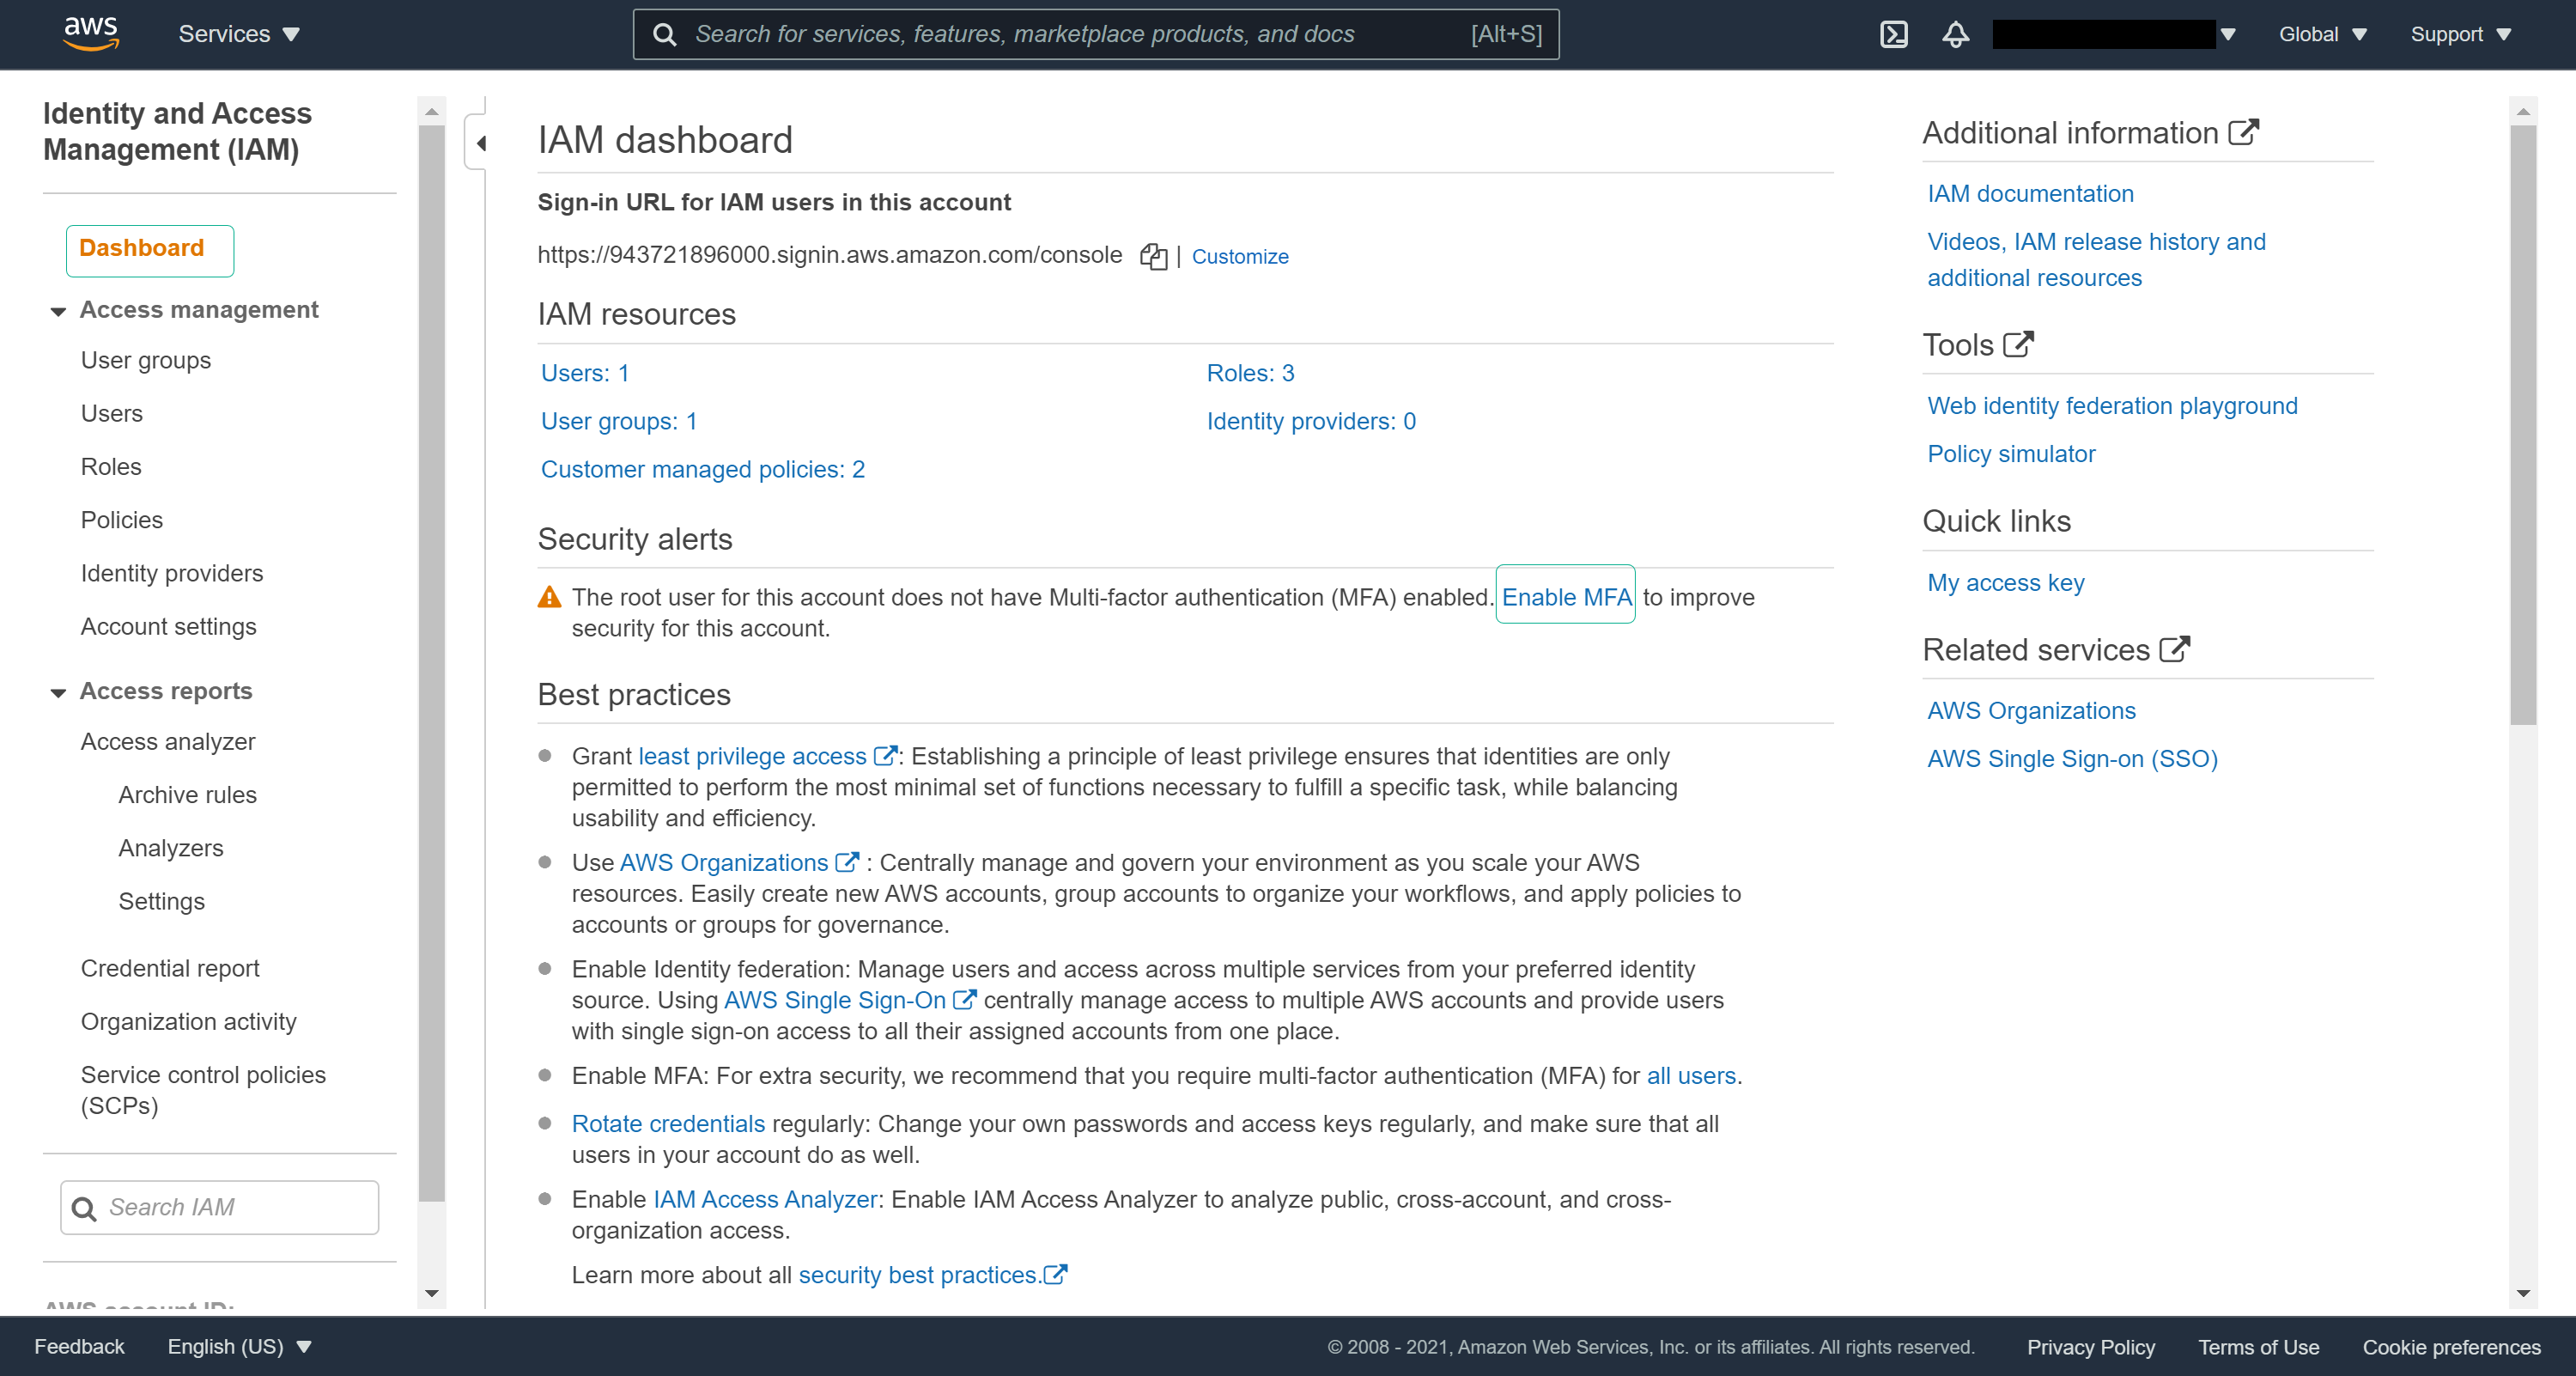 aws
Services
Search for services, features, marketplace products, and docs
[Alt+S]
Global
Support
Identity and Access
Management (IAM)
Dashboard
Access management
User groups
Users
Roles
Policies
Identity providers
Account settings
Access reports
Access analyzer
Archive rules
Analyzers
Settings
Credential report
Organization activity
Service control policies
(SCPs)
Search IAM
AWS account ID:
IAM dashboard
Sign-in URL for IAM users in this account
https://943721896000.signin.aws.amazon.com/console | Customize
IAM resources
Users: 1
Roles: 3
User groups: 1
Identity providers: 0
Customer managed policies: 2
Security alerts
The root user for this account does not have Multi-factor authentication (MFA) enabled. Enable MFA to improve
security for this account.
Best practices
Grant least privilege access : Establishing a principle of least privilege ensures that identities are only
permitted to perform the most minimal set of functions necessary to fulfill a specific task, while balancing
usability and efficiency.
Use AWS Organizations : Centrally manage and govern your environment as you scale your AWS
resources. Easily create new AWS accounts, group accounts to organize your workflows, and apply policies to
accounts or groups for governance.
Enable Identity federation: Manage users and access across multiple services from your preferred identity
source. Using AWS Single Sign-On centrally manage access to multiple AWS accounts and provide users
with single sign-on access to all their assigned accounts from one place.
Enable MFA: For extra security, we recommend that you require multi-factor authentication (MFA) for all users.
Rotate credentials regularly: Change your own passwords and access keys regularly, and make sure that all
users in your account do as well.
Enable IAM Access Analyzer: Enable IAM Access Analyzer to analyze public, cross-account, and cross-
organization access.
Learn more about all security best practices.
Additional information
IAM documentation
Videos, IAM release history and
additional resources
Tools
Web identity federation playground
Policy simulator
Quick links
My access key
Related services
AWS Organizations
AWS Single Sign-on (SSO)
Feedback
English (US)
© 2008 - 2021, Amazon Web Services, Inc. or its affiliates. All rights reserved.
Privacy Policy
Terms of Use
Cookie preferences